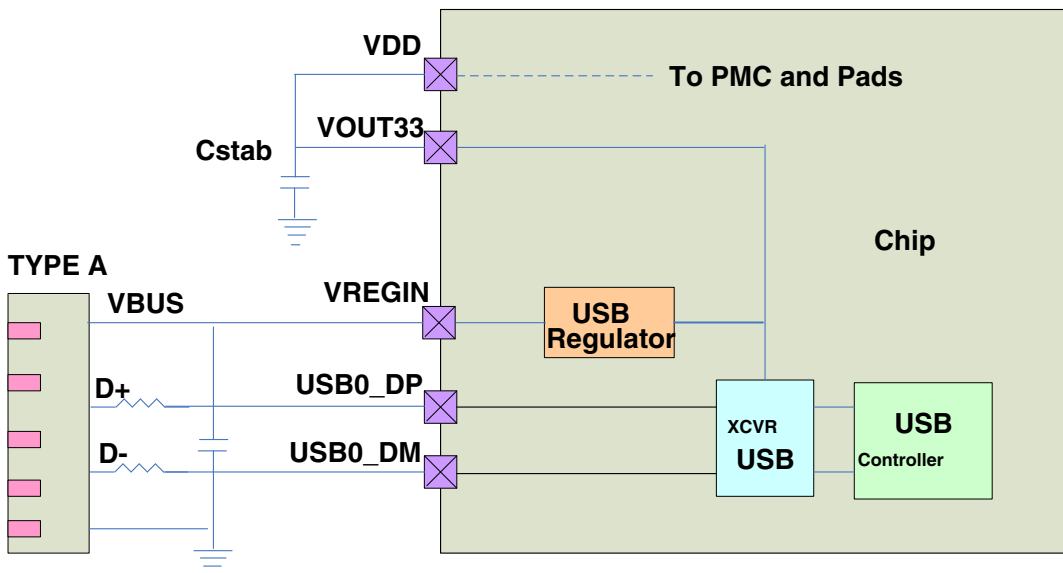 VDD
To PMC and Pads
VOUT33
Cstab
Chip
TYPE A
VBUS
VREGIN
USB
Regulator
D+
USB0_DP
D-
USB0_DM
XCVR
USB
USB
Controller